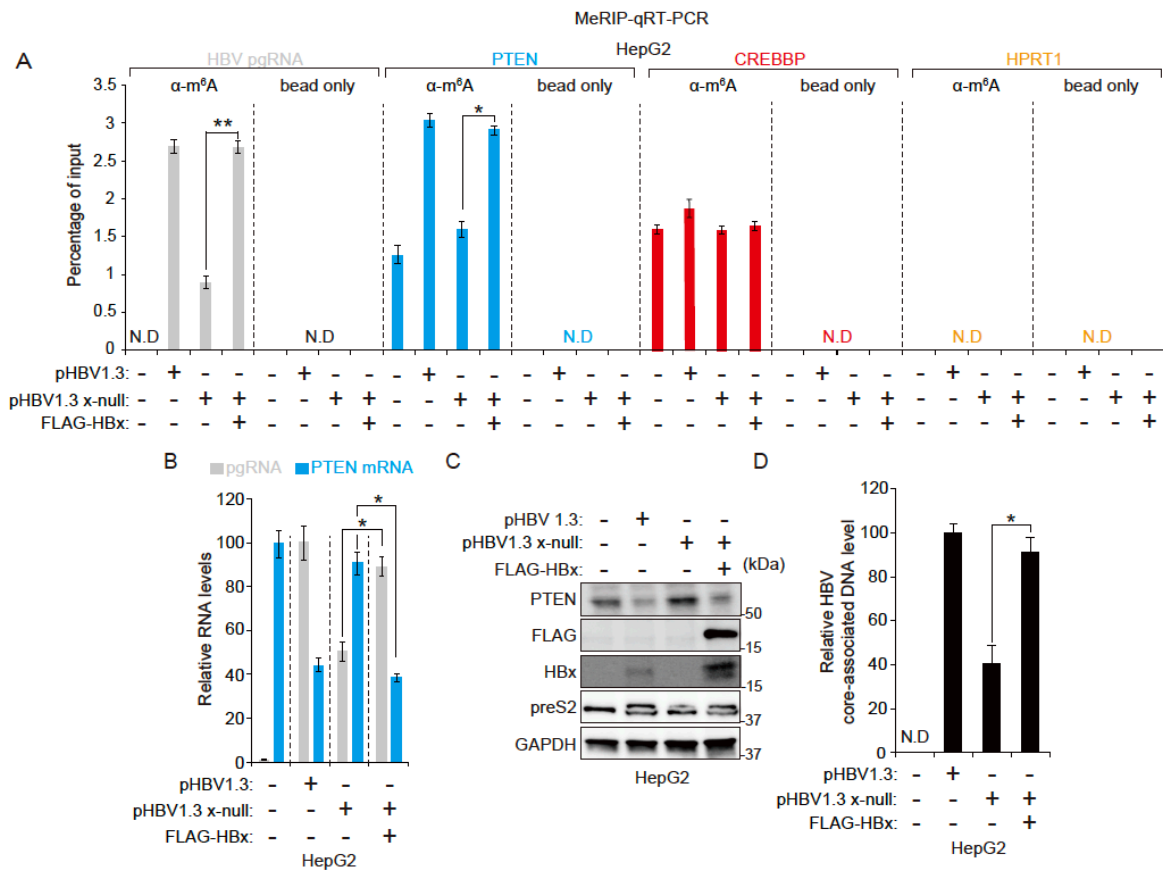 MeRIP-qRT-PCR
HepG2
A
HBV pgRNA PTEN CREBBP HPRT1
α-m⁶A bead only α-m⁶A bead only α-m⁶A bead only α-m⁶A bead only
Percentage of input
3.5
3
2.5
2
1.5
1
0.5
0
** *
N.D N.D N.D N.D N.D N.D
pHBV1.3: - + - - - + - - - + - - - + - - - + - - - + - - - + - - - + - -
pHBV1.3 x-null: - - + + - - + + - - + + - - + + - - + + - - + + - - + + - - + +
FLAG-HBx: - - - + - - - + - - - + - - - + - - - + - - - + - - - + - - - +
B
pgRNA PTEN mRNA
Relative RNA levels
120
100
80
60
40
20
0
* *
pHBV1.3: - + - -
pHBV1.3 x-null: - - + +
FLAG-HBx: - - - +
HepG2
C
pHBV 1.3: - + - -
pHBV1.3 x-null: - - + +
FLAG-HBx: - - - + (kDa)
PTEN
50
FLAG
15
HBx
15
preS2
37
GAPDH
37
HepG2
D
Relative HBV
core-associated DNA level
120
100
80
60
40
20
0
*
N.D
pHBV1.3: - + - -
pHBV1.3 x-null: - - + +
FLAG-HBx: - - - +
HepG2